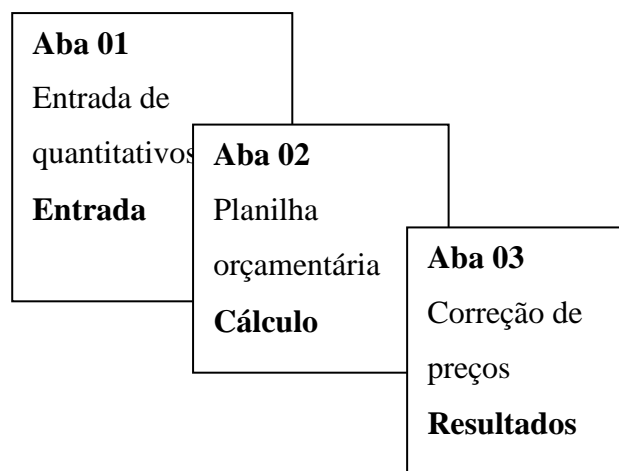 Aba 01
Entrada de
quantitativos
Entrada
Aba 02
Planilha
orçamentária
Cálculo
Aba 03
Correção de
preços
Resultados